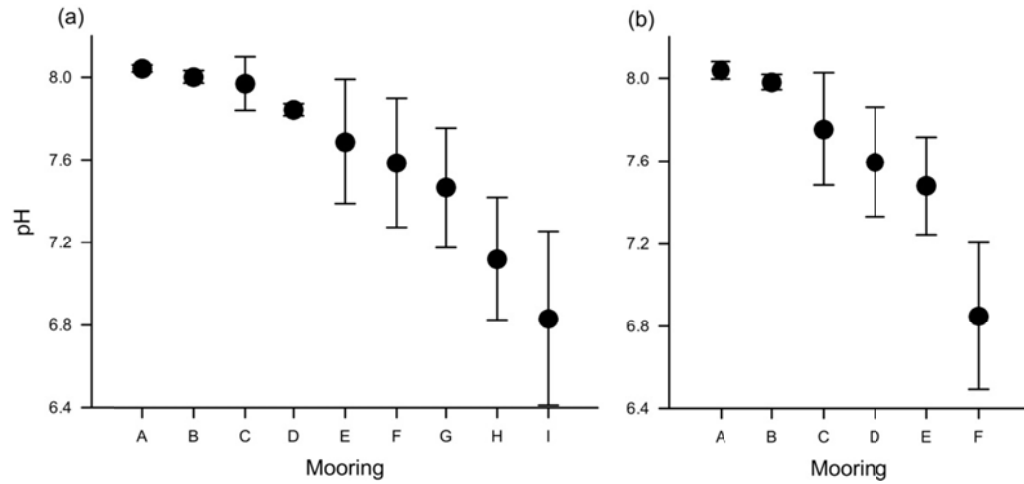 (a)
(b)
pH
8.0
7.6
7.2
6.8
6.4
A B C D E F G H I
Mooring
8.0
7.6
7.2
6.8
6.4
A B C D E F
Mooring